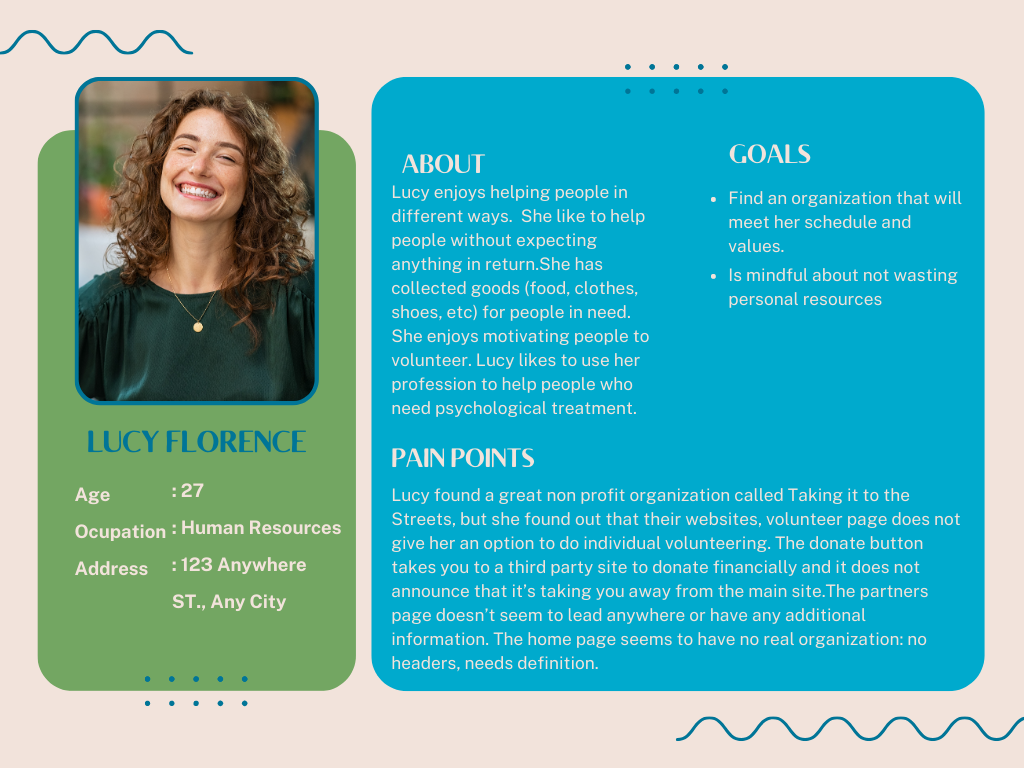 LUCY FLORENCE
Age : 27
Ocupation : Human Resources
Address : 123 Anywhere
ST., Any City
ABOUT
Lucy enjoys helping people in
different ways.  She like to help
people without expecting
anything in return.She has
collected goods (food, clothes,
shoes, etc) for people in need.
She enjoys motivating people to
volunteer. Lucy likes to use her
profession to help people who
need psychological treatment.
GOALS
• Find an organization that will
meet her schedule and
values.
• Is mindful about not wasting
personal resources
PAIN POINTS
Lucy found a great non profit organization called Taking it to the
Streets, but she found out that their websites, volunteer page does not
give her an option to do individual volunteering. The donate button
takes you to a third party site to donate financially and it does not
announce that it’s taking you away from the main site.The partners
page doesn’t seem to lead anywhere or have any additional
information. The home page seems to have no real organization: no
headers, needs definition.